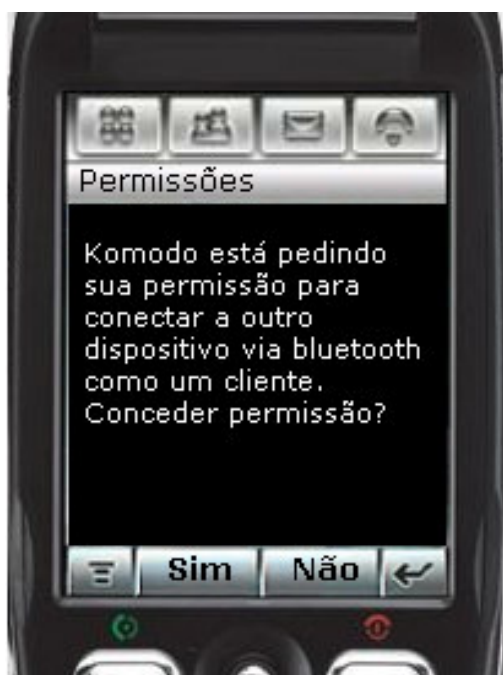 Permissões
Komodo está pedindo
sua permissão para
conectar a outro
dispositivo via bluetooth
como um cliente.
Conceder permissão?
Sim Não